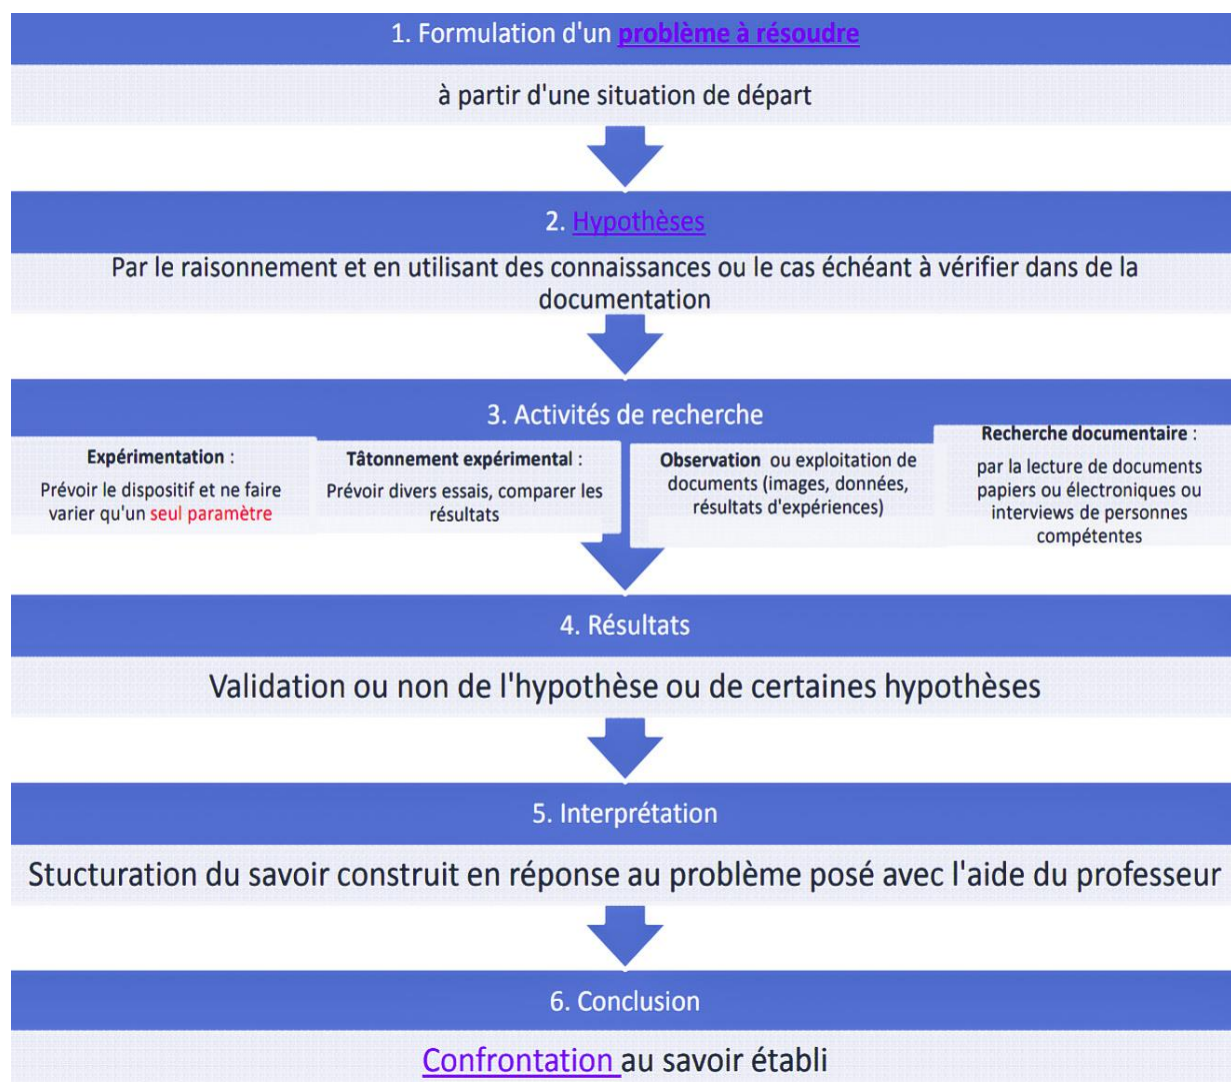 1. Formulation d'un problème à résoudre
à partir d'une situation de départ
2. Hypothèses
Par le raisonnement et en utilisant des connaissances ou le cas échéant à vérifier dans de la
documentation
3. Activités de recherche
Expérimentation :
Prévoir le dispositif et ne faire
varier qu'un seul paramètre
Tâtonnement expérimental :
Prévoir divers essais, comparer les
résultats
Observation ou exploitation de
documents (images, données,
résultats d'expériences)
Recherche documentaire :
par la lecture de documents
papiers ou électroniques ou
interviews de personnes
compétentes
4. Résultats
Validation ou non de l'hypothèse ou de certaines hypothèses
5. Interprétation
Stucturation du savoir construit en réponse au problème posé avec l'aide du professeur
6. Conclusion
Confrontation au savoir établi